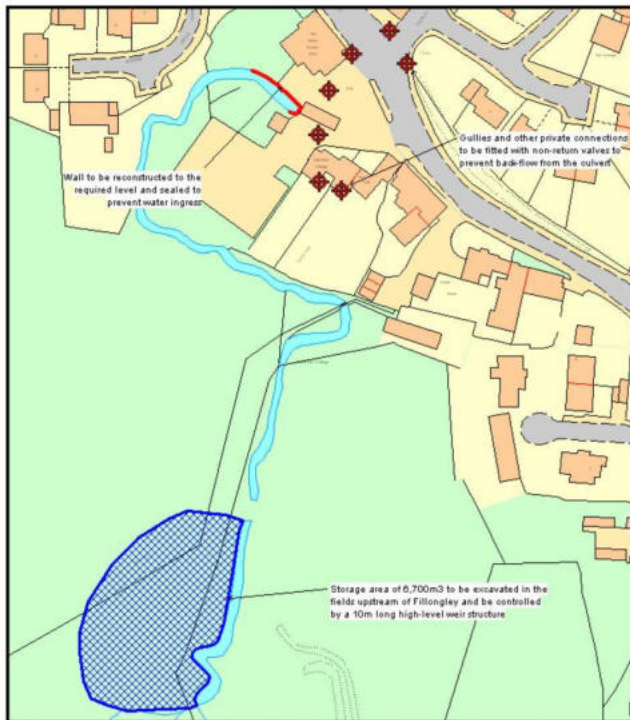 Gullies and other private connections
to be fitted with non-return valves to
prevent back-flow from the culvert
Wall to be reconstructed to the
required level and sealed to
prevent water ingress
Storage area of 6,700m3 to be excavated in the
fields upstream of Fillongley and be controlled
by a 10m long high-level weir structure